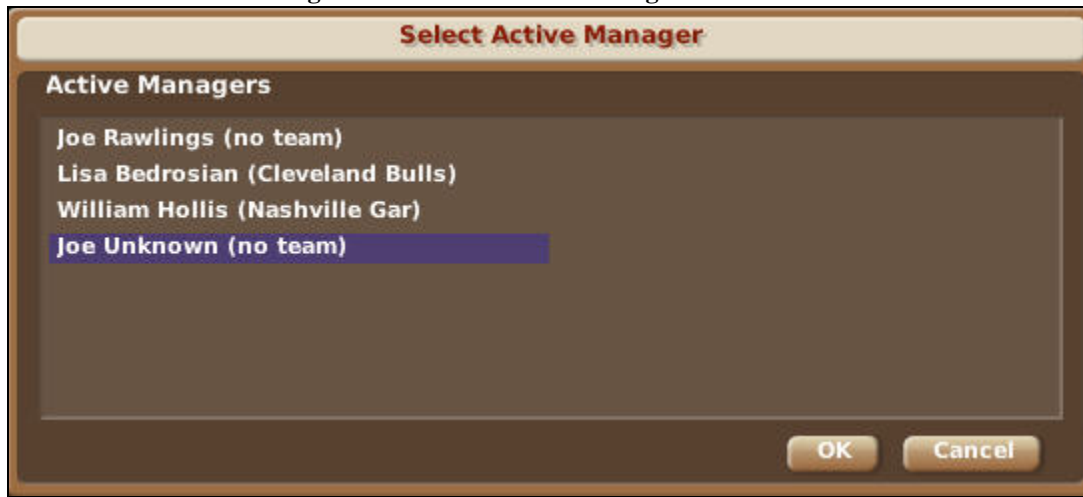 Select Active Manager
Active Managers
Joe Rawlings (no team)
Lisa Bedrosian (Cleveland Bulls)
William Hollis (Nashville Gar)
Joe Unknown (no team)
OK Cancel